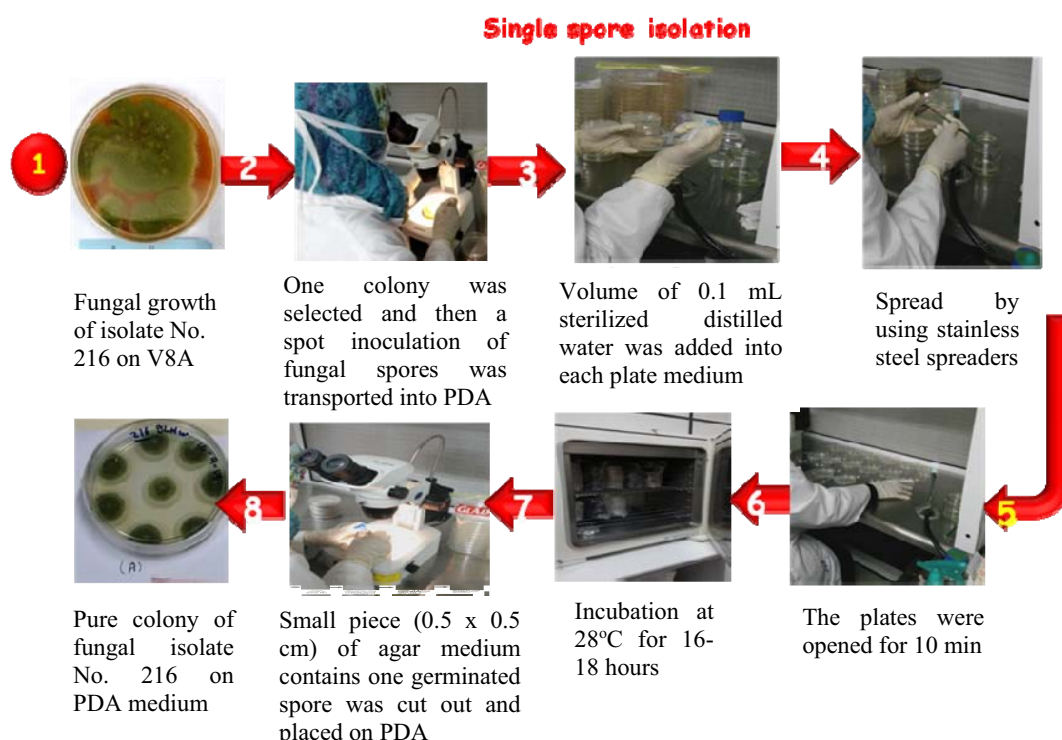 Single spore isolation
1
2
3
4
Fungal growth
of isolate No.
216 on V8A
One colony was
selected and then a
spot inoculation of
fungal spores was
transported into PDA
Volume of 0.1 mL
sterilized distilled
water was added into
each plate medium
Spread by
using stainless
steel spreaders
5
6
7
8
(A)
The plates were
opened for 10 min
Incubation at
28ºC for 16-
18 hours
Small piece (0.5 x 0.5
cm) of agar medium
contains one germinated
spore was cut out and
placed on PDA
Pure colony of
fungal isolate
No. 216 on
PDA medium